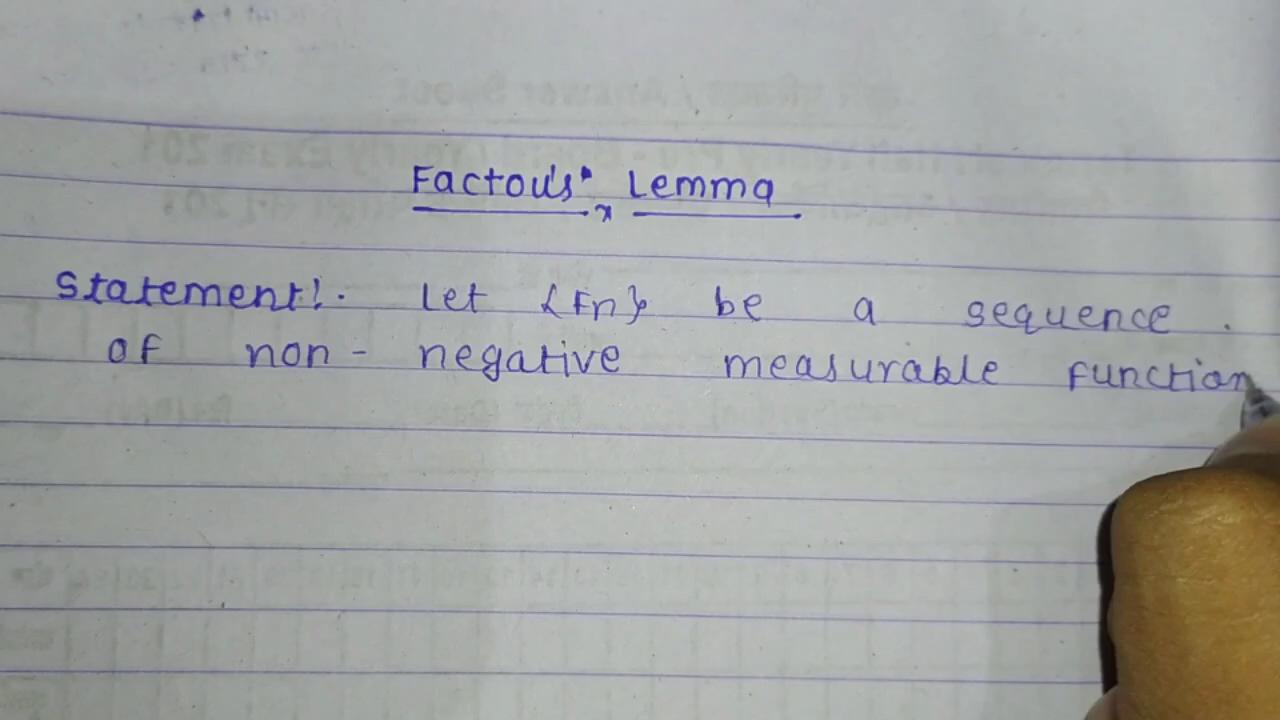 Factou's Lemma
Statement:. Let {Fn} be a sequence.
of non-negative measurable function